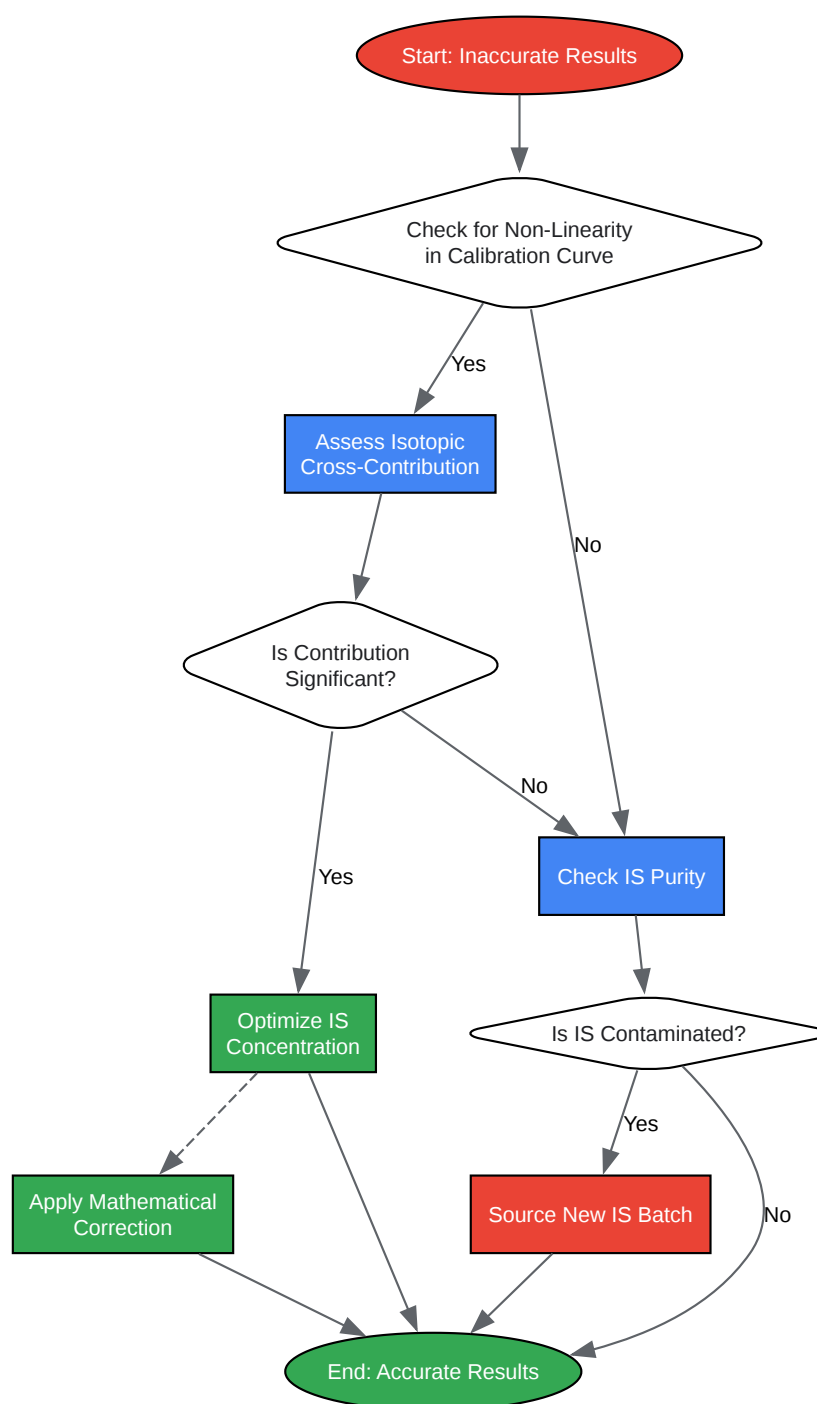 Start: Inaccurate Results
Check for Non-Linearity
in Calibration Curve
Yes
Assess Isotopic
Cross-Contribution
No
Is Contribution
Significant?
No
Yes
Check IS Purity
Optimize IS
Concentration
Is IS Contaminated?
Yes
Apply Mathematical
Correction
Source New IS Batch
No
End: Accurate Results